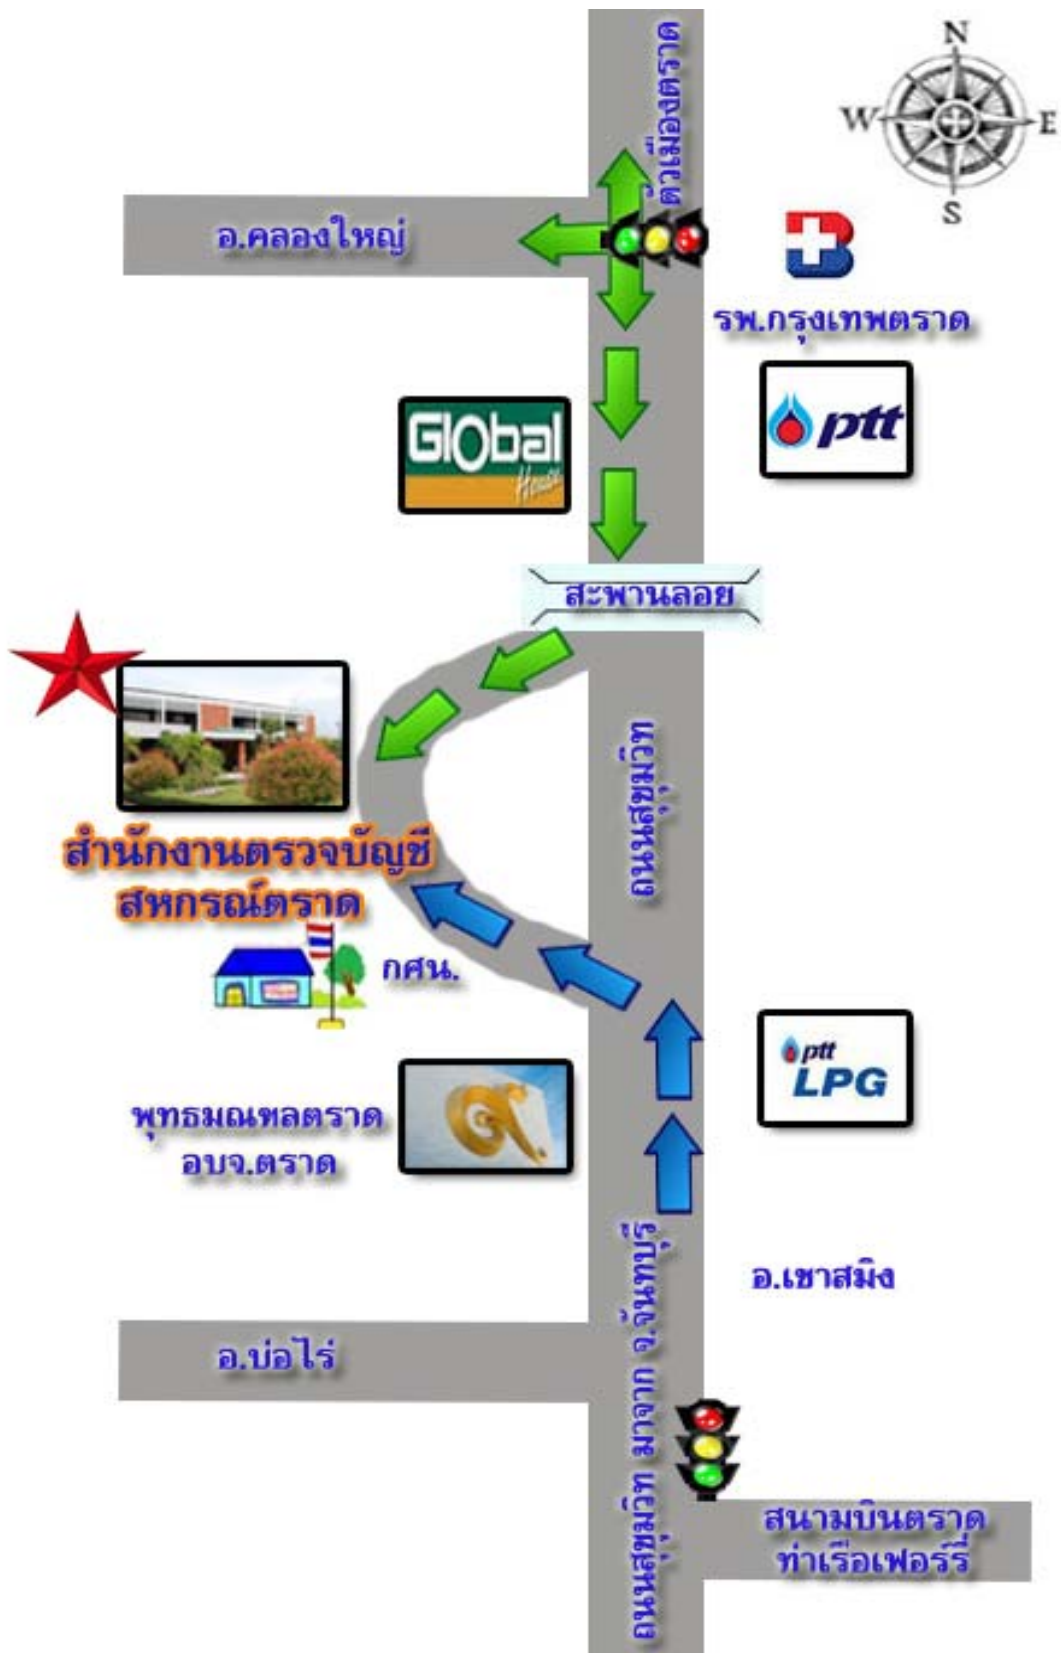 N
ตัวเมืองตราด
W
E
S
อ.คลองใหญ่
รพ.กรุงเทพตราด
Global
House
ptt
สะพานลอย
ถนนสุขุมวิท
สำนักงานตรวจบัญชี
สหกรณ์ตราด
กศน.
ptt
LPG
พุทธมณฑลตราด
อบจ.ตราด
ถนนสุขุมวิท มาจาก จ.จันทบุรี
อ.เขาสมิง
อ.บ่อไร่
สนามบินตราด
ท่าเรือเฟอร์รี่